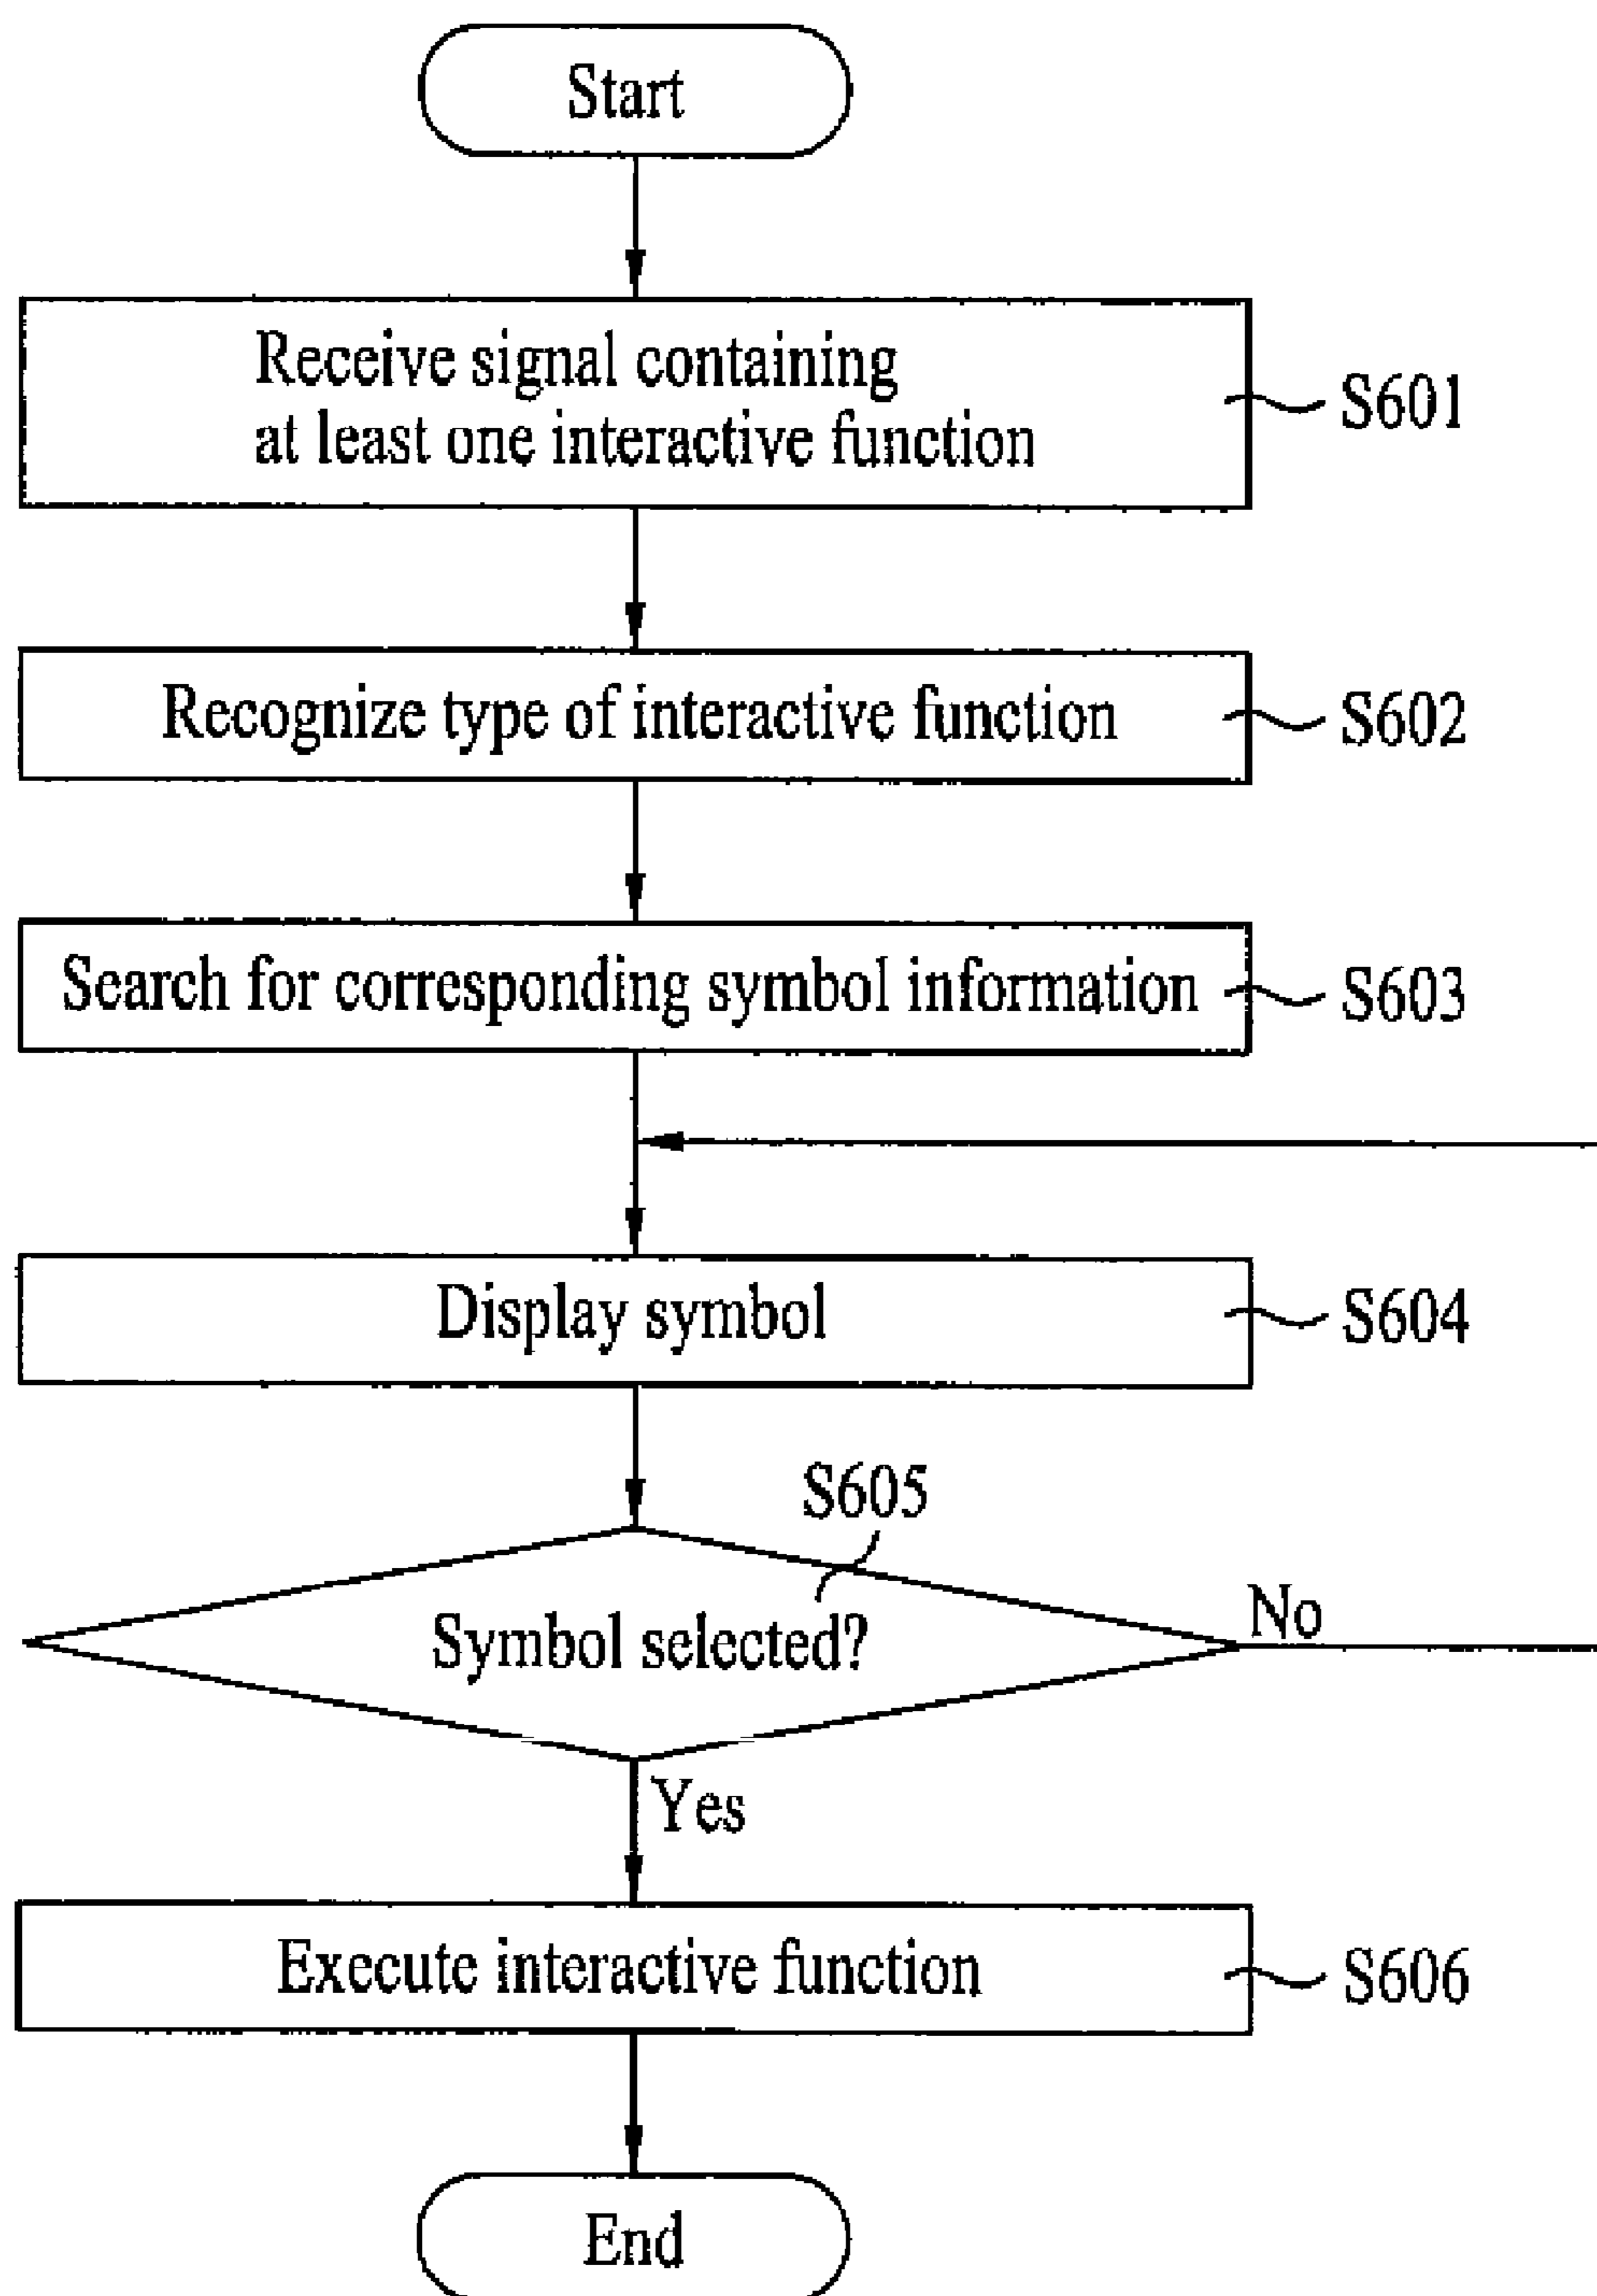 Start
Receive signal containing
at least one interactive function
S601
Recognize type of interactive function
S602
Search for corresponding symbol information
S603
Display symbol
S604
S605
Symbol selected?
No
Yes
Execute interactive function
S606
End